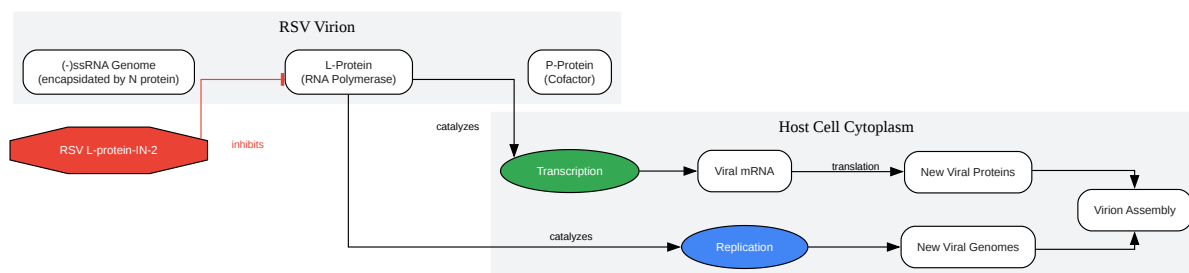 RSV Virion
(-)ssRNA Genome
(encapsidated by N protein)
L-Protein
(RNA Polymerase)
P-Protein
(Cofactor)
RSV L-protein-IN-2
inhibits
catalyzes
Host Cell Cytoplasm
Transcription
Viral mRNA
translation
New Viral Proteins
Virion Assembly
catalyzes
Replication
New Viral Genomes